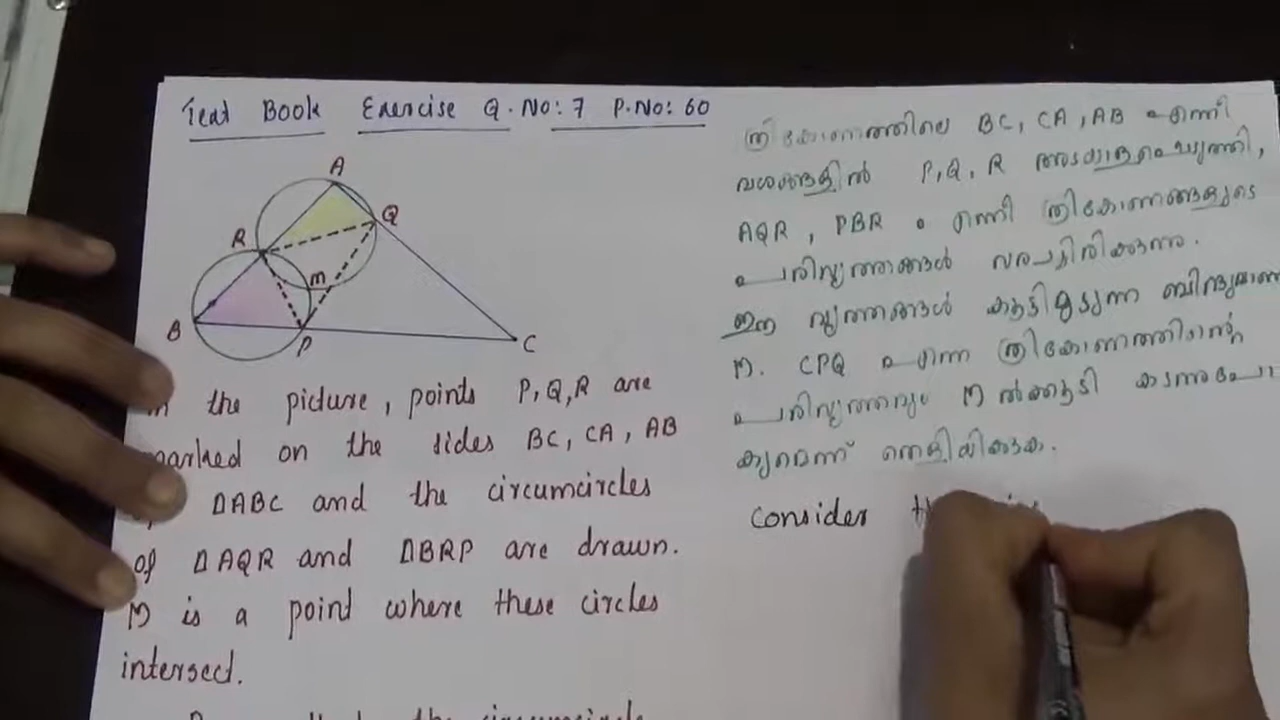 Text Book Exercise Q.No:7 P.No:60
A
Q
R
M
B
P
C
the picture, points P,Q,R are
marked on the sides BC, CA, AB
ΔABC and the circumcircles
of ΔAQR and ΔBRP are drawn.
M is a point where these circles
intersect.
the circumcircle
ത്രികോണത്തിലെ BC, CA, AB എന്നീ
വശങ്ങളിൽ P, Q, R അടയാളപ്പെടുത്തി,
AQR, PBR എന്നീ ത്രികോണങ്ങളുടെ
പരിവൃത്തങ്ങൾ വരച്ചിരിക്കുന്നു.
ഈ വൃത്തങ്ങൾ കൂട്ടിമുട്ടുന്ന ബിന്ദുവാണ്
M. CPQ എന്ന ത്രികോണത്തിന്റെ
പരിവൃത്തവും M ൽക്കൂടി കടന്നുപോ
കുമെന്ന് തെളിയിക്കുക.
consider